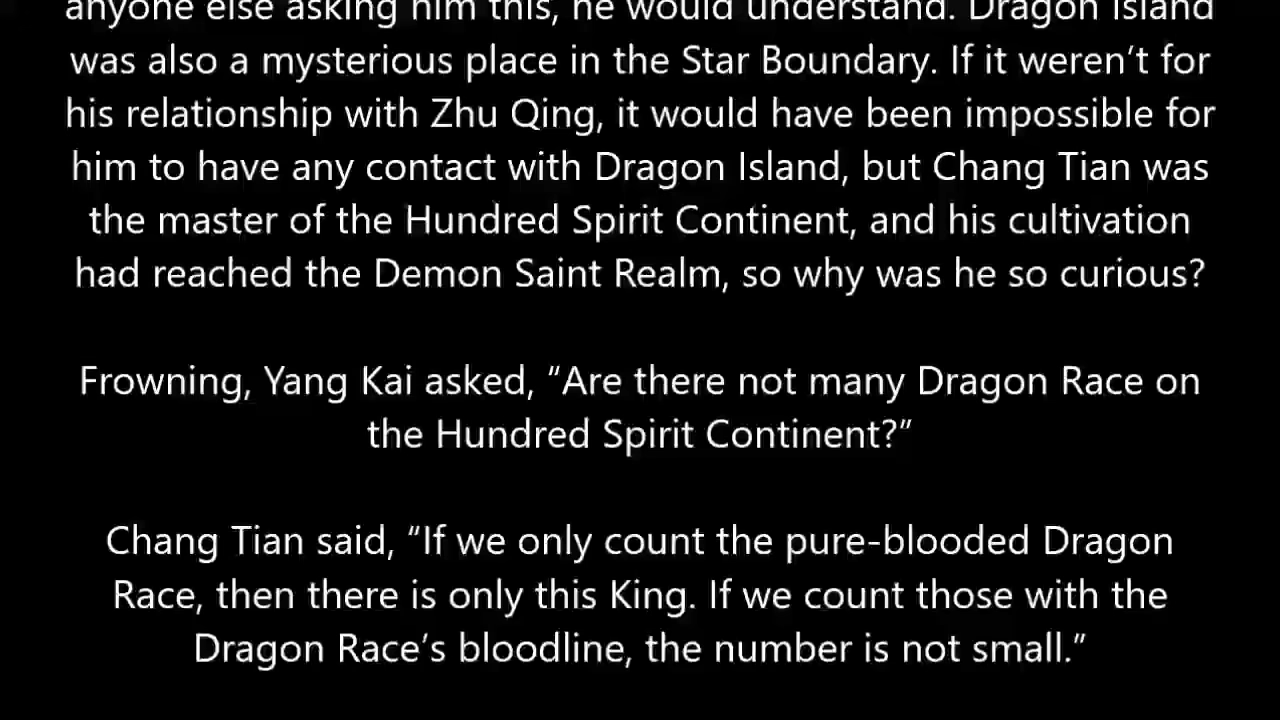 anyone else asking him this, he would understand. Dragon Island
was also a mysterious place in the Star Boundary. If it weren’t for
his relationship with Zhu Qing, it would have been impossible for
him to have any contact with Dragon Island, but Chang Tian was
the master of the Hundred Spirit Continent, and his cultivation
had reached the Demon Saint Realm, so why was he so curious?
Frowning, Yang Kai asked, “Are there not many Dragon Race on
the Hundred Spirit Continent?”
Chang Tian said, “If we only count the pure-blooded Dragon
Race, then there is only this King. If we count those with the
Dragon Race’s bloodline, the number is not small.”